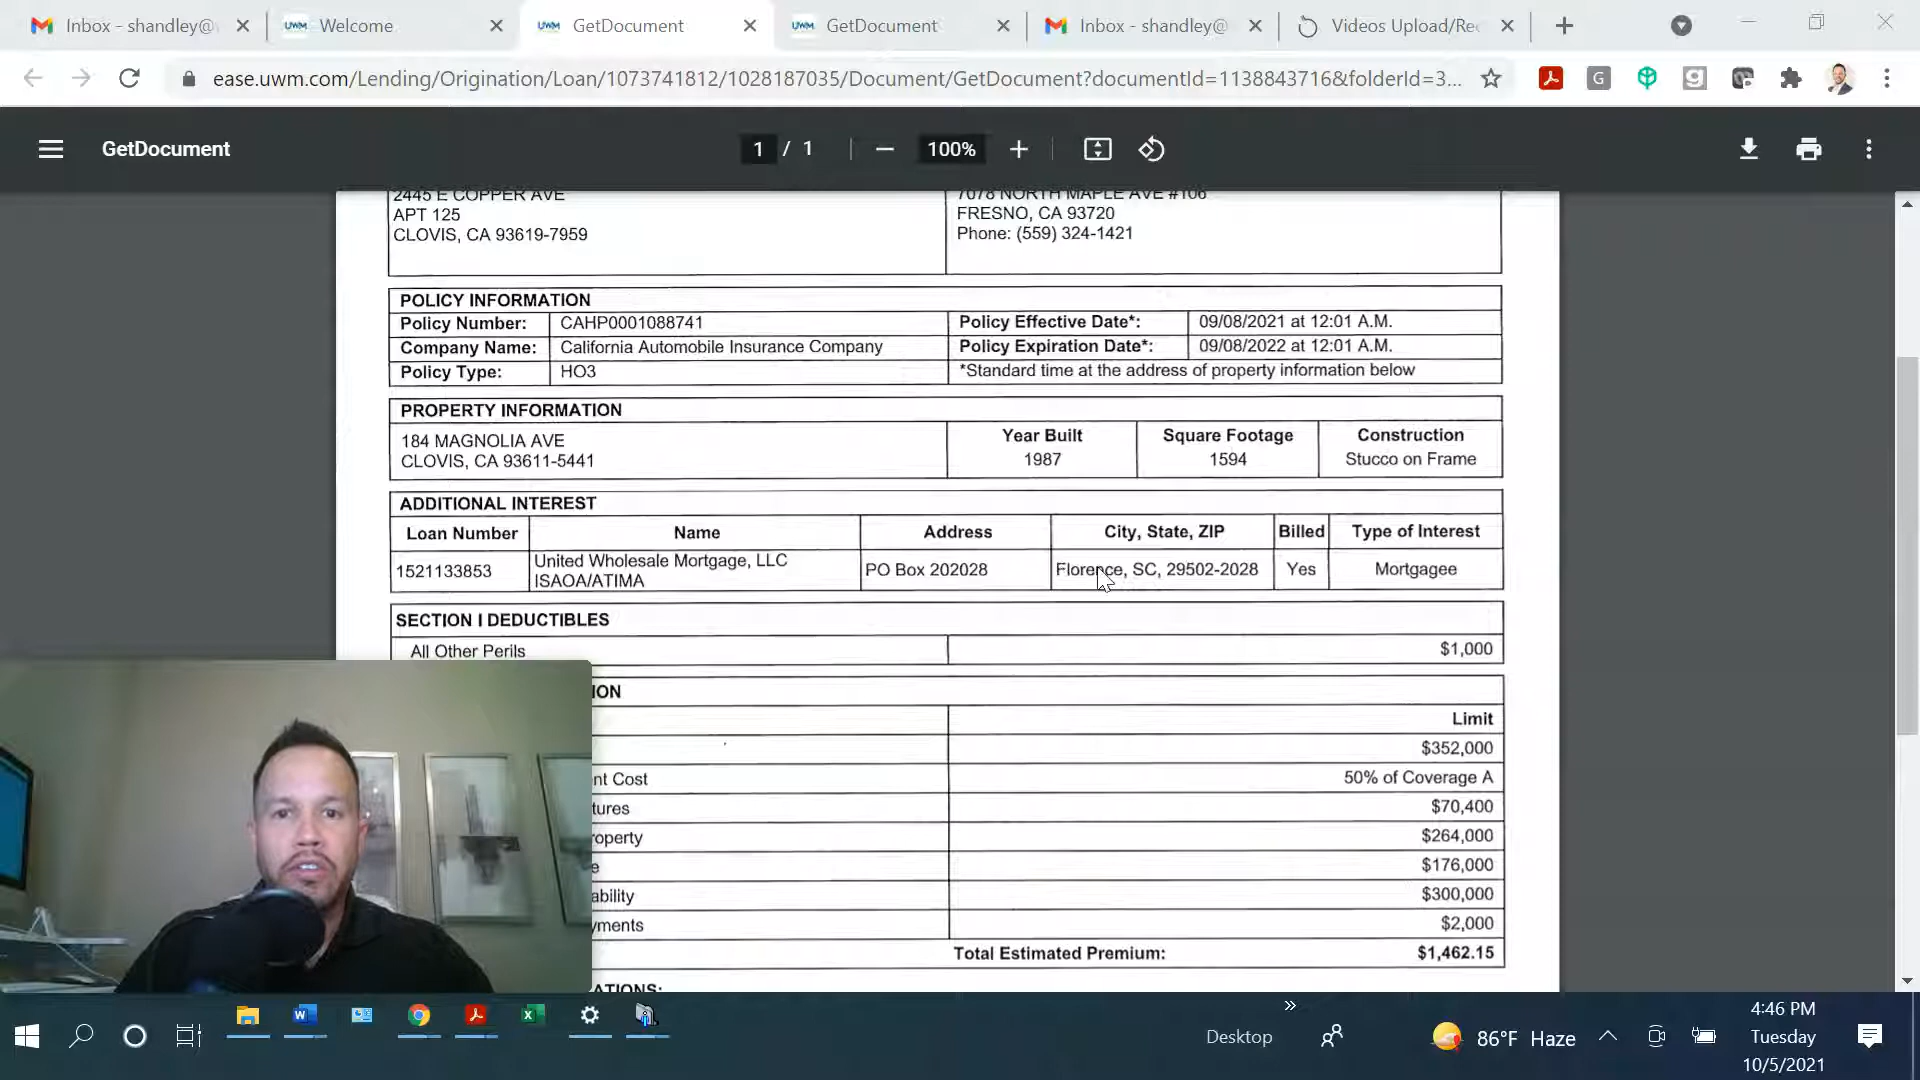 Inbox - shandley@
Welcome
GetDocument
GetDocument
Inbox - shandley@
Videos Upload/Rec
ease.uwm.com/Lending/Origination/Loan/1073741812/1028187035/Document/GetDocument?documentId=1138843716&folderId=3...
GetDocument
1 / 1
100%
2445 E COPPER AVE
APT 125
CLOVIS, CA 93619-7959
7078 NORTH MAPLE AVE #106
FRESNO, CA 93720
Phone: (559) 324-1421
POLICY INFORMATION
Policy Number: CAHP0001088741
Policy Effective Date*: 09/08/2021 at 12:01 A.M.
Company Name: California Automobile Insurance Company
Policy Expiration Date*: 09/08/2022 at 12:01 A.M.
Policy Type: HO3
*Standard time at the address of property information below
PROPERTY INFORMATION
184 MAGNOLIA AVE
CLOVIS, CA 93611-5441
Year Built
1987
Square Footage
1594
Construction
Stucco on Frame
ADDITIONAL INTEREST
Loan Number Name Address City, State, ZIP Billed Type of Interest
1521133853 United Wholesale Mortgage, LLC
ISAOA/ATIMA
PO Box 202028 Florence, SC, 29502-2028 Yes Mortgagee
SECTION I DEDUCTIBLES
All Other Perils $1,000
ION
Limit
$352,000
nt Cost 50% of Coverage A
tures $70,400
roperty $264,000
e $176,000
ability $300,000
yments $2,000
Total Estimated Premium: $1,462.15
ATIONS:
Desktop
86°F Haze
4:46 PM
Tuesday
10/5/2021